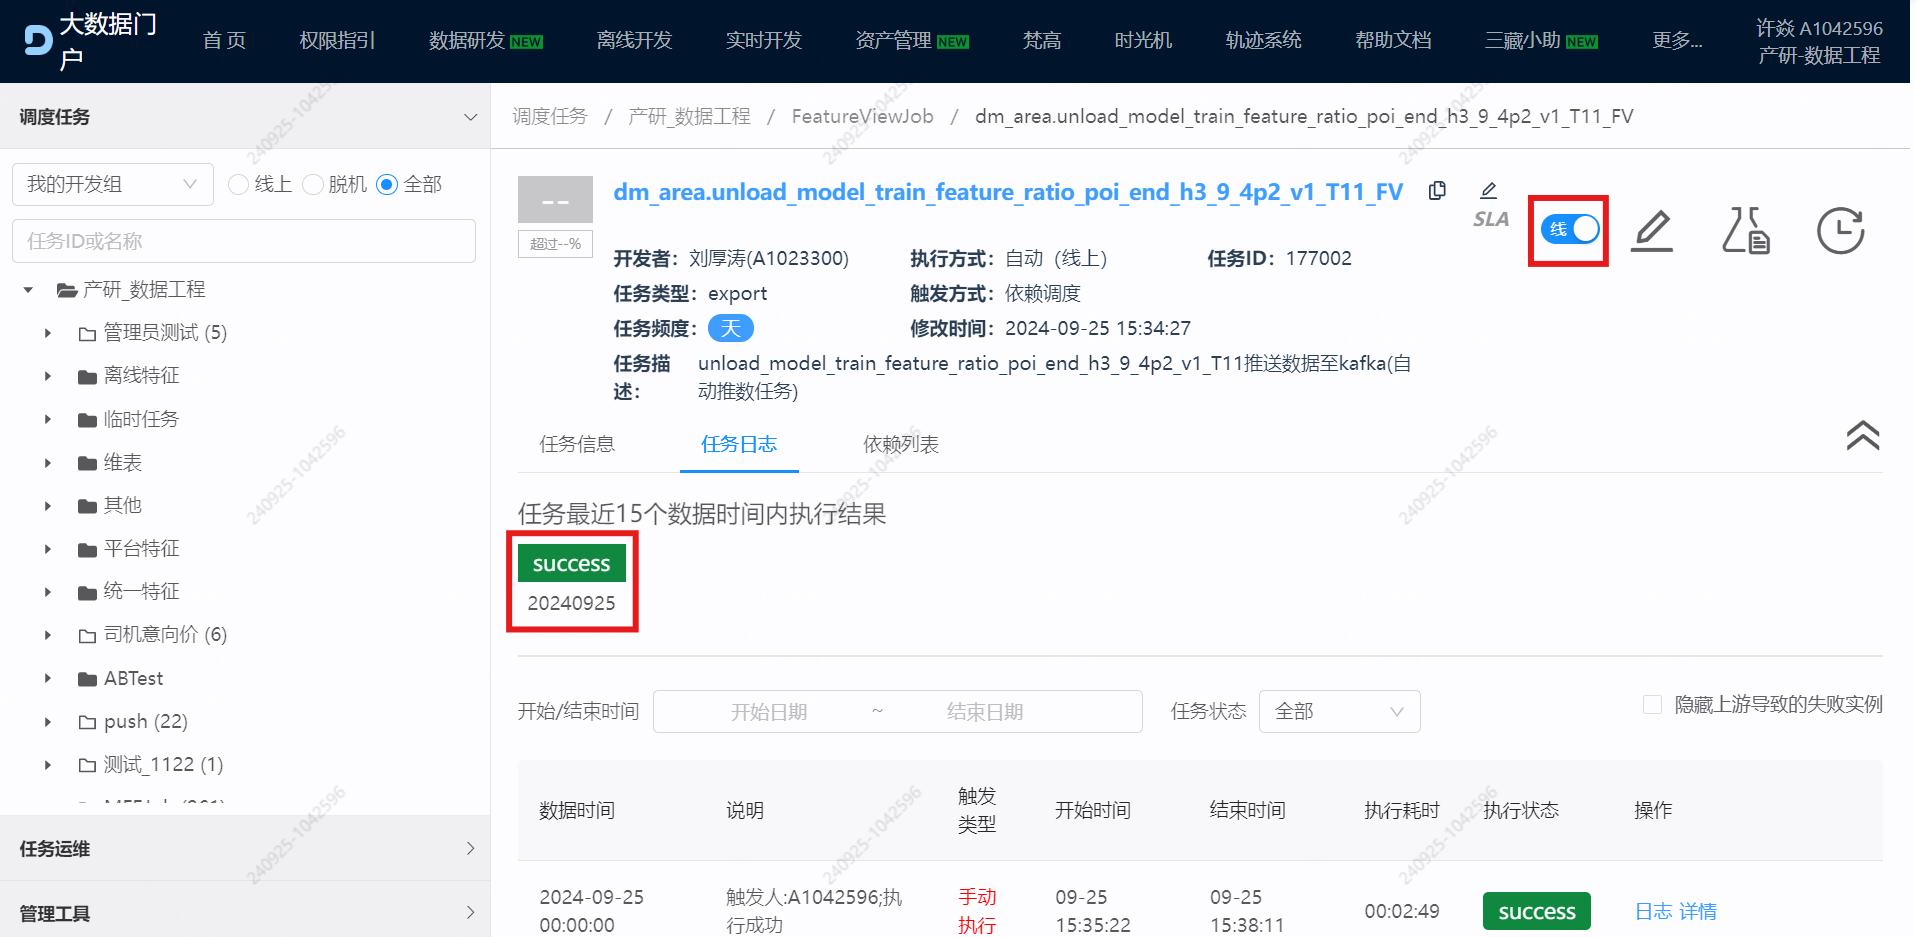 大数据门
户
首 页
权限指引
数据研发 NEW
离线开发
实时开发
资产管理 NEW
梵高
时光机
轨迹系统
帮助文档
三藏小助 NEW
更多...
许焱 A1042596
产研-数据工程
调度任务
我的开发组
线上
脱机
全部
任务ID或名称
产研_数据工程
管理员测试 (5)
离线特征
临时任务
维表
其他
平台特征
统一特征
司机意向价 (6)
ABTest
push (22)
测试_1122 (1)
任务运维
管理工具
调度任务 / 产研_数据工程 / FeatureViewJob / dm_area.unload_model_train_feature_ratio_poi_end_h3_9_4p2_v1_T11_FV
--
超过--%
dm_area.unload_model_train_feature_ratio_poi_end_h3_9_4p2_v1_T11_FV
SLA
线
开发者： 刘厚涛(A1023300)
执行方式： 自动（线上）
任务ID： 177002
任务类型： export
触发方式： 依赖调度
任务频度： 天
修改时间： 2024-09-25 15:34:27
任务描
述：
unload_model_train_feature_ratio_poi_end_h3_9_4p2_v1_T11推送数据至kafka(自
动推数任务)
任务信息
任务日志
依赖列表
任务最近15个数据时间内执行结果
success
20240925
开始/结束时间
开始日期 ~ 结束日期
任务状态
全部
隐藏上游导致的失败实例
数据时间
说明
触发
类型
开始时间
结束时间
执行耗时
执行状态
操作
2024-09-25
00:00:00
触发人:A1042596;执
行成功
手动
执行
09-25
15:35:22
09-25
15:38:11
00:02:49
success
日志 详情
240925-1042596
240925-1042596
240925-1042596
240925-1042596
240925-1042596
240925-1042596
240925-1042596
240925-1042596
240925-1042596